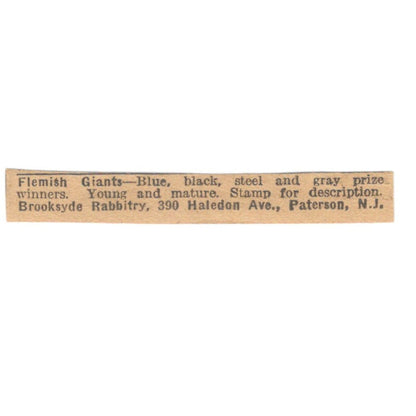 Flemish Giants—Blue, black, steel and gray prize
winners. Young and mature. Stamp for description.
Brooksyde Rabbitry, 390 Haledon Ave., Paterson, N.J.